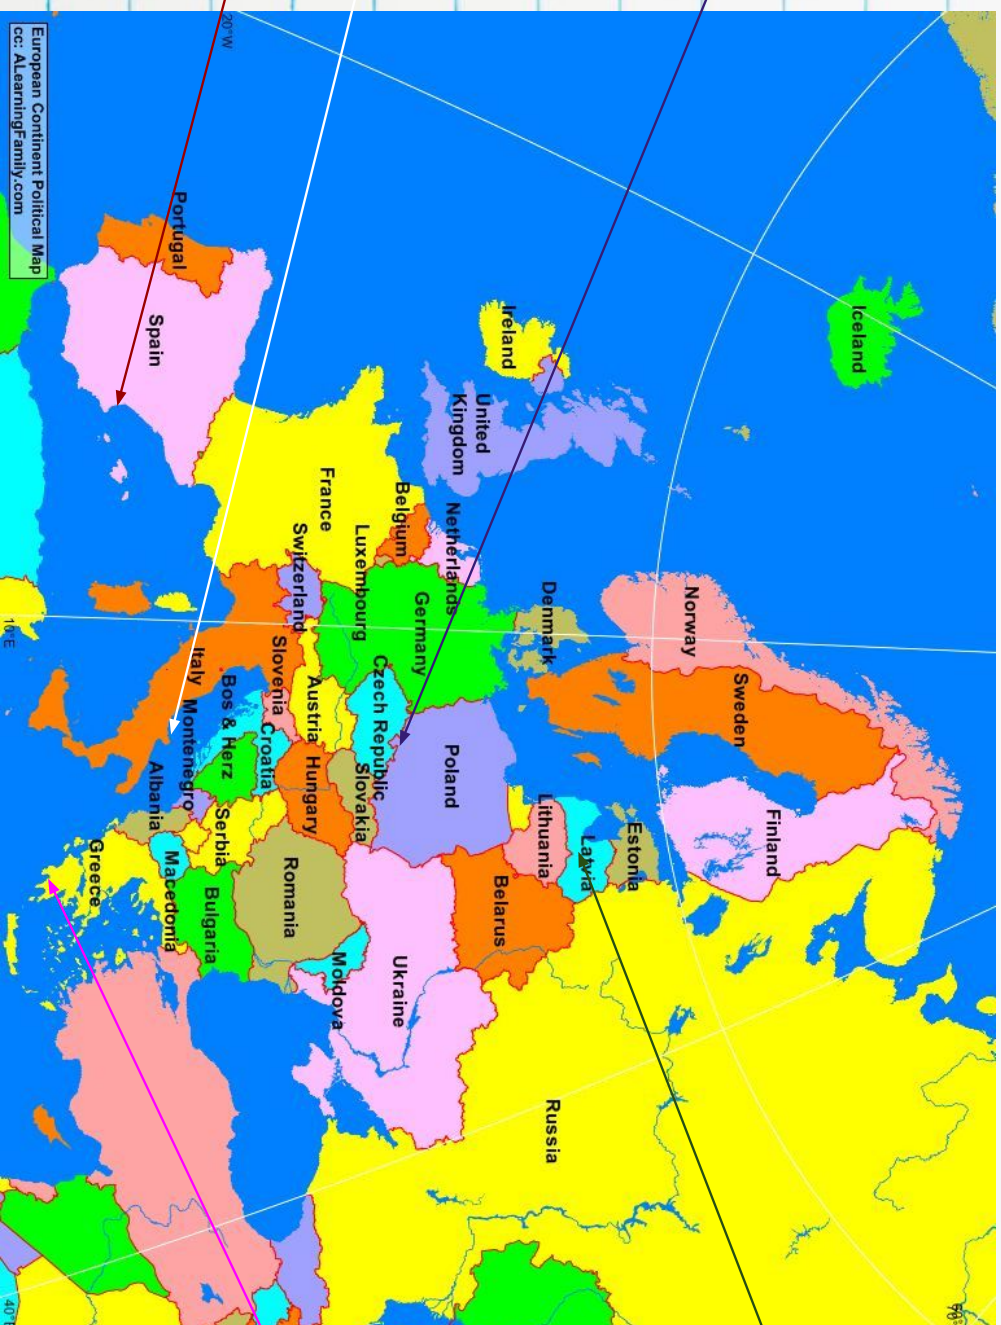 20°W
Iceland
Norway
Sweden
Finland
Denmark
Estonia
Latvia
Lithuania
Ireland
United
Kingdom
Netherlands
Belgium
Luxembourg
Germany
Poland
Belarus
Russia
Czech Republic
Slovakia
Ukraine
Moldova
France
Switzerland
Austria
Hungary
Romania
Slovenia
Croatia
Bos & Herz
Serbia
Bulgaria
Italy
Montenegro
Macedonia
Albania
Greece
Portugal
Spain
European Continent Political Map
cc: ALearningFamily.com
10°E
40°